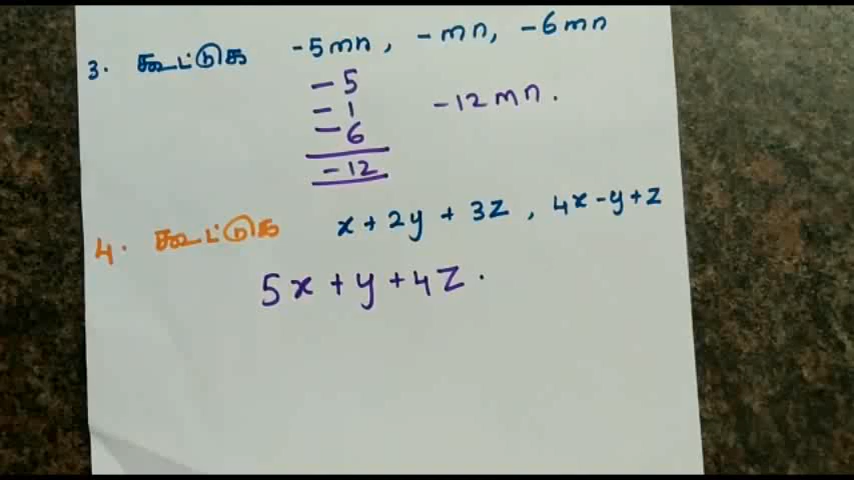 3. கூட்டுக -5mn, -mn, -6mn
-5
-1 -12mn.
-6
-12
4. கூட்டுக x+2y+3z, 4x-y+z
5x+y+4z.